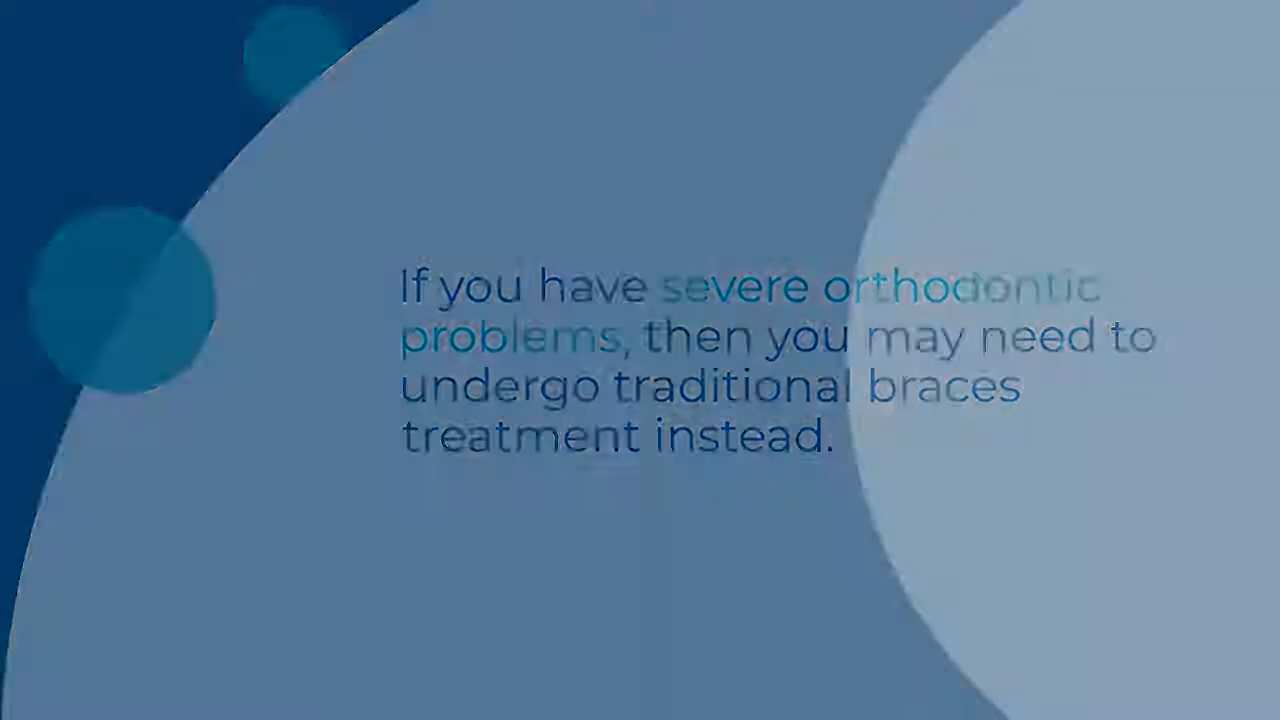 If you have severe orthodontic
problems, then you may need to
undergo traditional braces
treatment instead.